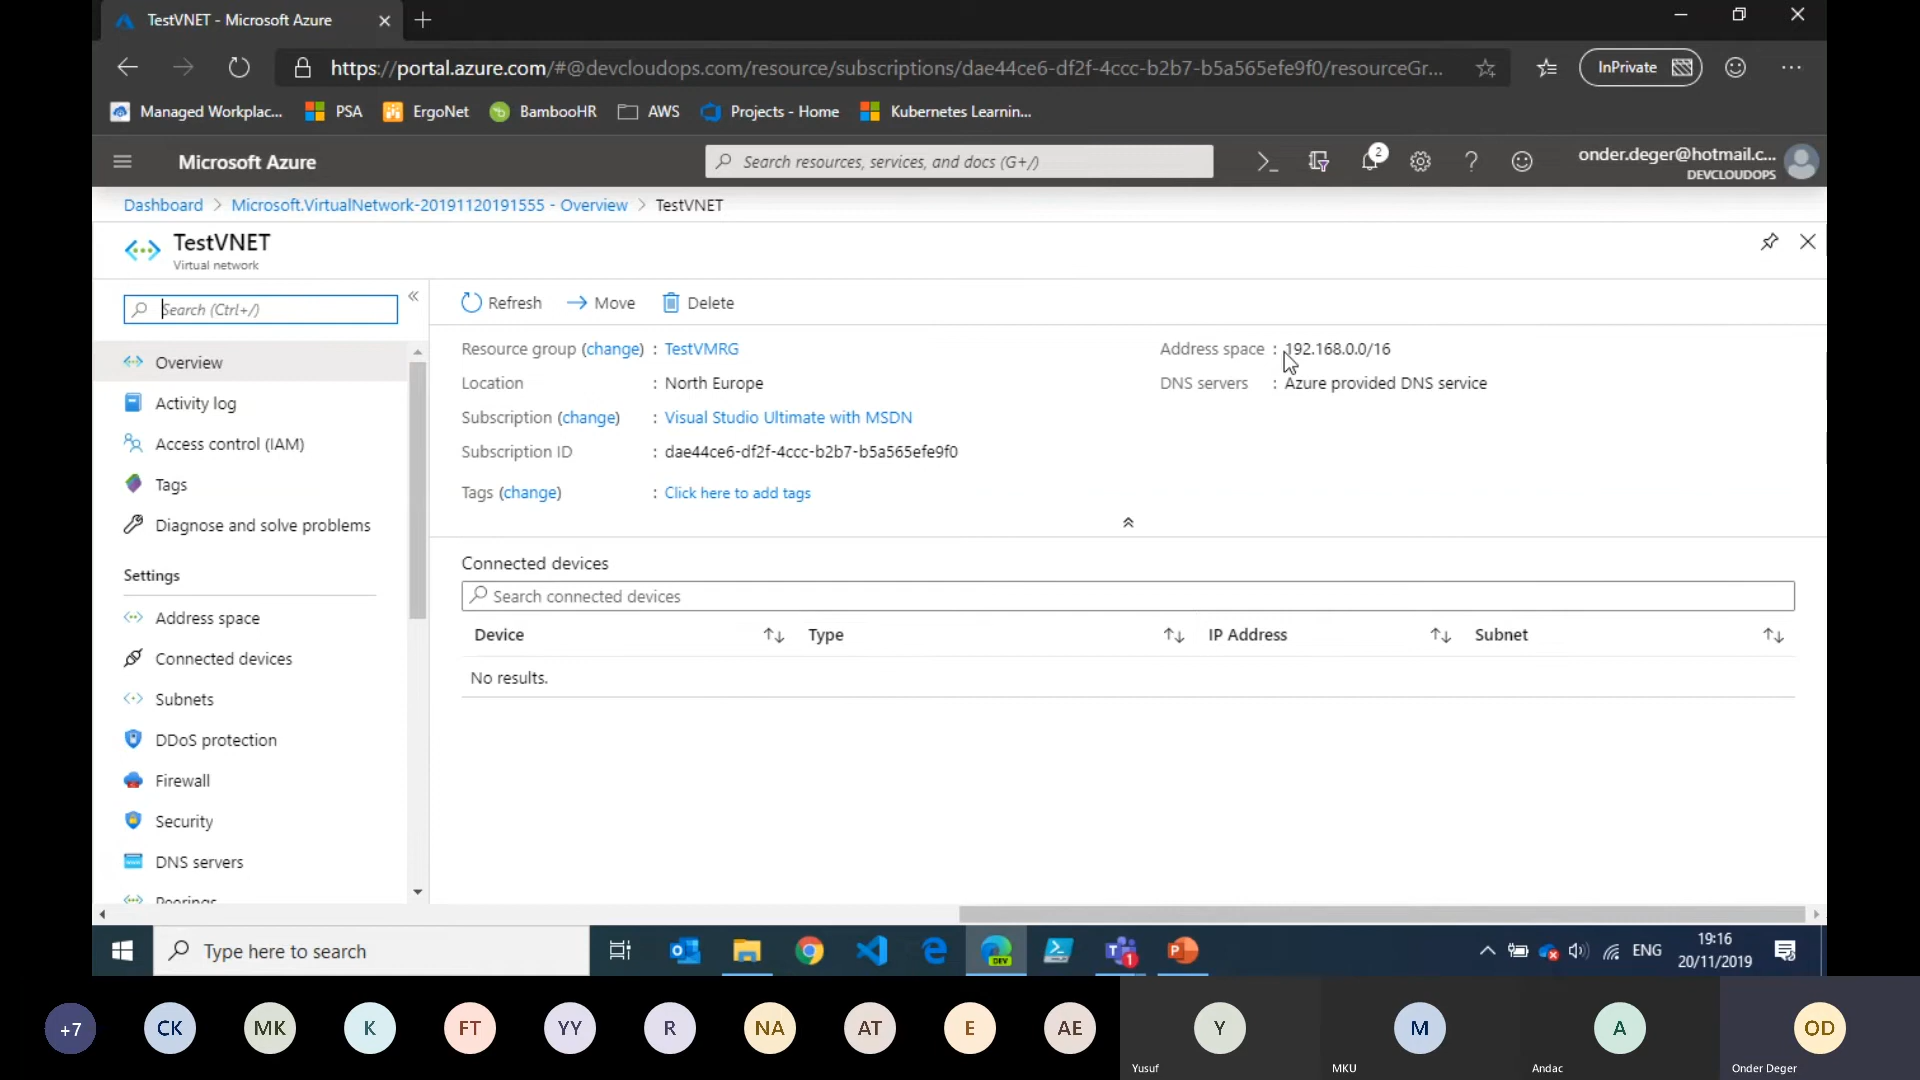 TestVNET - Microsoft Azure
https://portal.azure.com/#@devcloudops.com/resource/subscriptions/dae44ce6-df2f-4ccc-b2b7-b5a565efe9f0/resourceGr...
InPrivate
Managed Workplac...
PSA
ErgoNet
BambooHR
AWS
Projects - Home
Kubernetes Learnin...
Microsoft Azure
Search resources, services, and docs (G+/)
2
onder.deger@hotmail.c...
DEVCLOUDOPS
Dashboard > Microsoft.VirtualNetwork-20191120191555 - Overview > TestVNET
TestVNET
Virtual network
Search (Ctrl+/)
Overview
Activity log
Access control (IAM)
Tags
Diagnose and solve problems
Settings
Address space
Connected devices
Subnets
DDoS protection
Firewall
Security
DNS servers
Peerings
Refresh
Move
Delete
Resource group (change) : TestVMRG
Location : North Europe
Subscription (change) : Visual Studio Ultimate with MSDN
Subscription ID : dae44ce6-df2f-4ccc-b2b7-b5a565efe9f0
Tags (change) : Click here to add tags
Address space : 192.168.0.0/16
DNS servers : Azure provided DNS service
Connected devices
Search connected devices
Device
Type
IP Address
Subnet
No results.
Type here to search
DEV
1
ENG
19:16
20/11/2019
+7
CK
MK
K
FT
YY
R
NA
AT
E
AE
Y
Yusuf
M
MKU
A
Andac
OD
Onder Deger